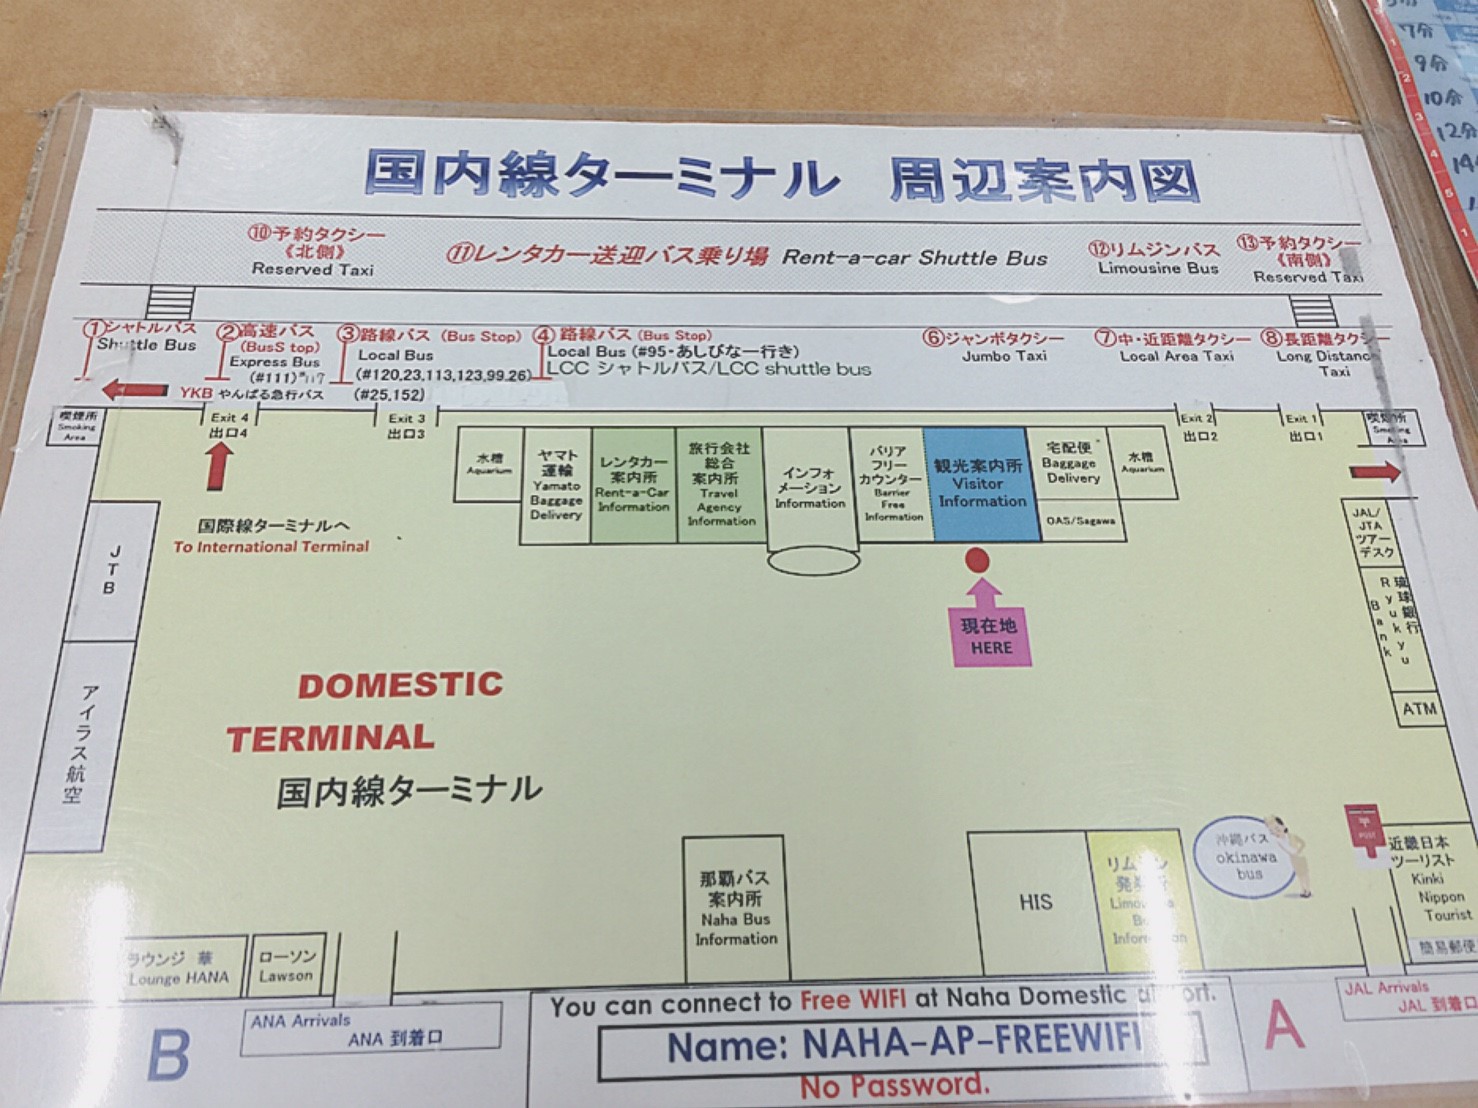 国内線ターミナル 周辺案内図
⑩予約タクシー
《北側》
Reserved Taxi
⑪レンタカー送迎バス乗り場 Rent-a-car Shuttle Bus
⑫リムジンバス
Limousine Bus
⑬予約タクシー
《南側》
Reserved Taxi
①シャトルバス
Shuttle Bus
②高速バス
(BusS top)
Express Bus
(#111)
③路線バス (Bus Stop)
Local Bus
(#120,23,113,123,99.26)
(#25,152)
④路線バス (Bus Stop)
Local Bus (#95・あしびなー行き)
LCC シャトルバス/LCC shuttle bus
⑥ジャンボタクシー
Jumbo Taxi
⑦中・近距離タクシー
Local Area Taxi
⑧長距離タクシー
Long Distance
Taxi
YKB やんばる急行バス
喫煙所
Smoking
Area
Exit 4
出口4
Exit 3
出口3
Exit 2
出口2
Exit 1
出口1
喫煙所
Smoking
Area
水槽
Aquarium
ヤマト
運輸
Yamato
Baggage
Delivery
レンタカー
案内所
Rent-a-Car
Information
旅行会社
総合
案内所
Travel
Agency
Information
インフォ
メーション
Information
バリア
フリー
カウンター
Barrier
Free
Information
観光案内所
Visitor
Information
宅配便
Baggage
Delivery
OAS/Sagawa
水槽
Aquarium
国際線ターミナルへ
To International Terminal
JTB
アイラス航空
JAL/
JTA
ツアー
デスク
琉球銀行
Ryukyu
Bank
ATM
現在地
HERE
DOMESTIC
TERMINAL
国内線ターミナル
那覇バス
案内所
Naha Bus
Information
HIS
沖縄バス
okinawa
bus
POST
近畿日本
ツーリスト
Kinki
Nippon
Tourist
簡易郵便
ラウンジ 華
Lounge HANA
ローソン
Lawson
B
ANA Arrivals
ANA 到着口
You can connect to Free WIFI at Naha Domestic airport.
Name: NAHA-AP-FREEWIFI
No Password.
A
JAL Arrivals
JAL 到着口
7分
9分
10分
12分